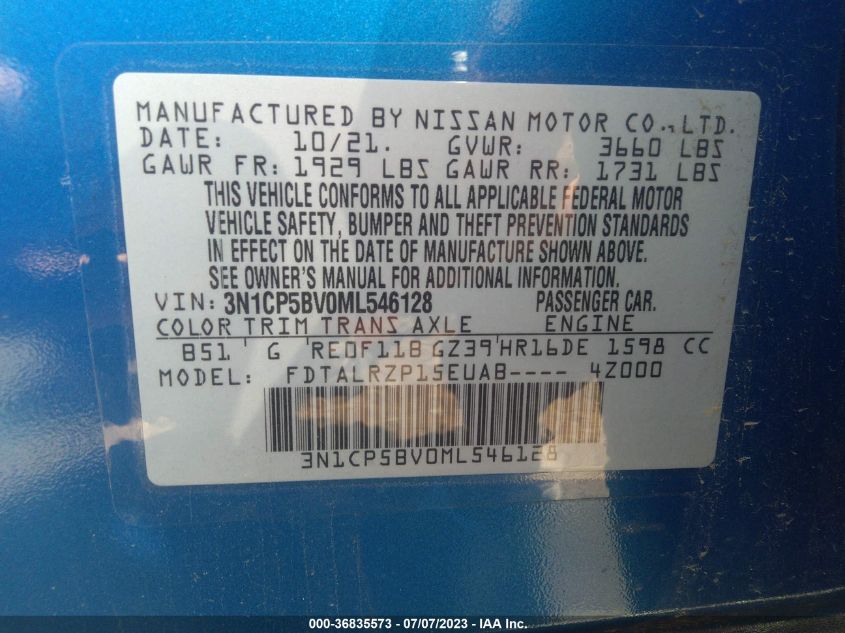 MANUFACTURED BY NISSAN MOTOR CO., LTD.
DATE: 10/21. GVWR: 3660 LBS
GAWR FR: 1929 LBS GAWR RR: 1731 LBS
THIS VEHICLE CONFORMS TO ALL APPLICABLE FEDERAL MOTOR
VEHICLE SAFETY, BUMPER AND THEFT PREVENTION STANDARDS
IN EFFECT ON THE DATE OF MANUFACTURE SHOWN ABOVE.
SEE OWNER'S MANUAL FOR ADDITIONAL INFORMATION.
VIN: 3N1CP5BV0ML546128 PASSENGER CAR.
COLOR TRIM TRANS AXLE ENGINE
B51 G RE0F11B GZ39 HR16DE 1598 CC
MODEL: FDTALRZP15EUAB---- 4Z000
3N1CP5BV0ML546128
000-36835573 - 07/07/2023 - IAA Inc.